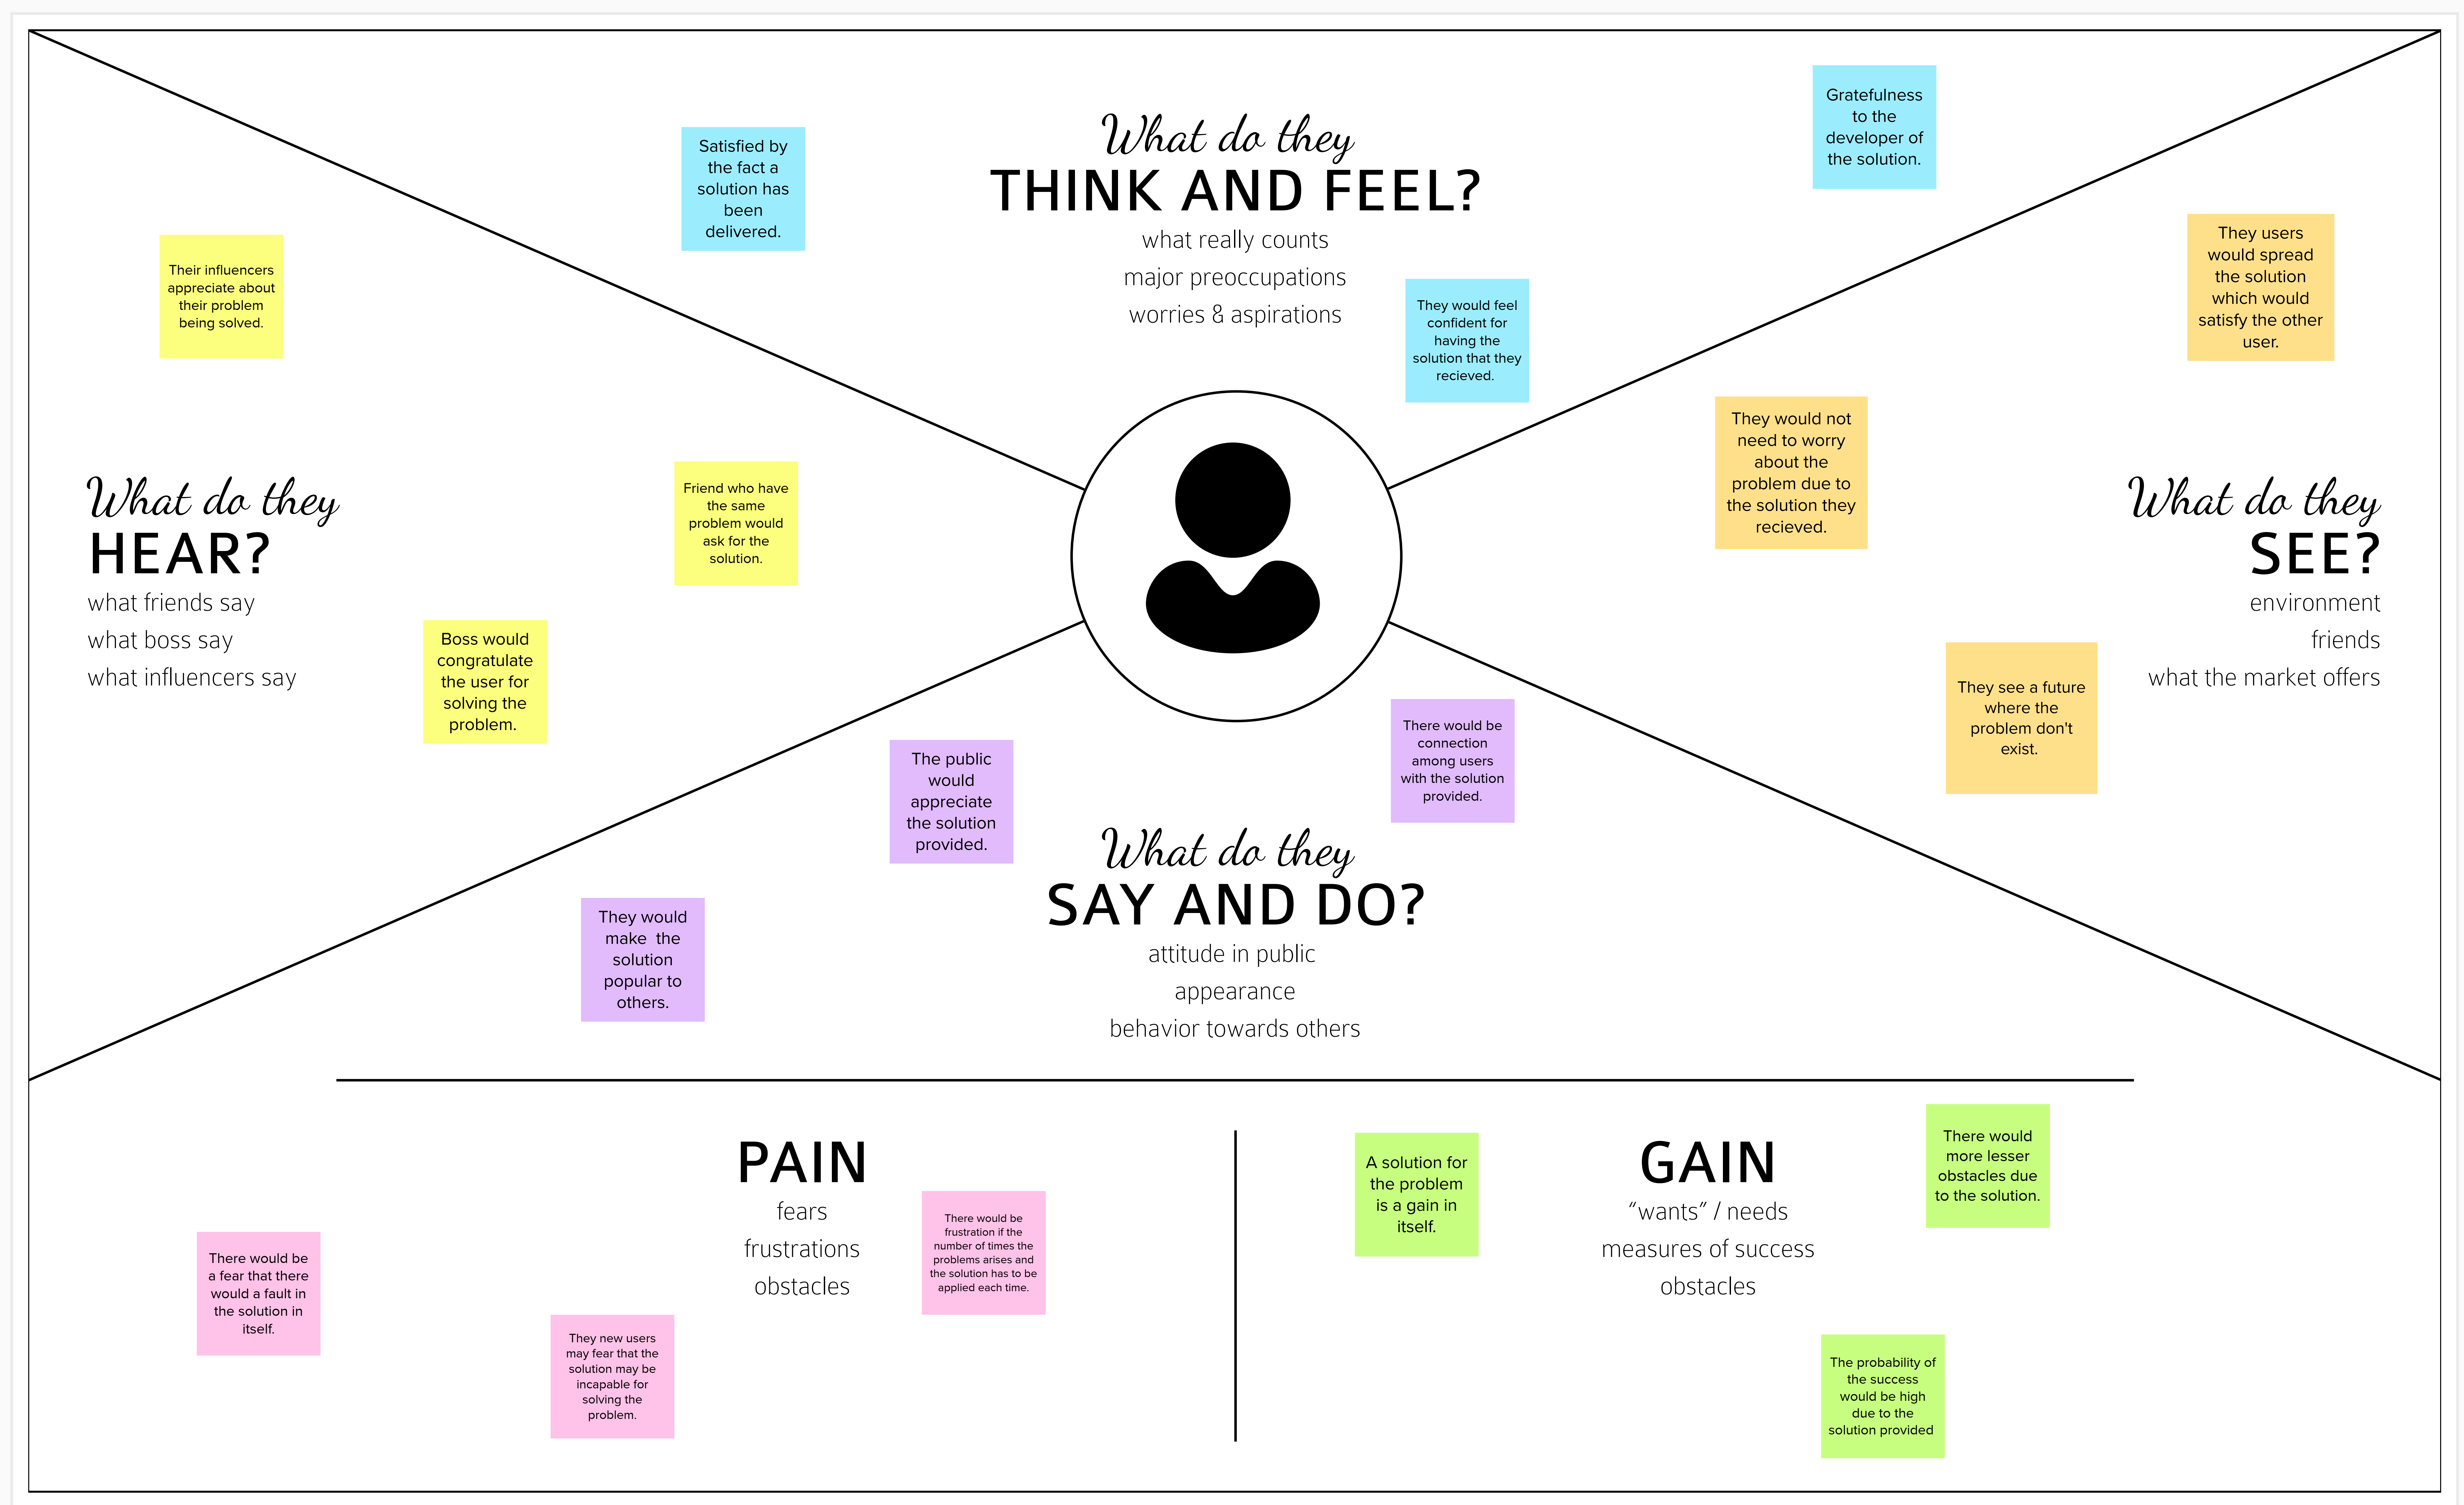 What do they
THINK AND FEEL?
what really counts
major preoccupations
worries & aspirations
Satisfied by
the fact a
solution has
been
delivered.
Gratefulness
to the
developer of
the solution.
They would feel
confident for
having the
solution that they
recieved.
What do they
HEAR?
what friends say
what boss say
what influencers say
Their influencers
appreciate about
their problem
being solved.
Friend who have
the same
problem would
ask for the
solution.
Boss would
congratulate
the user for
solving the
problem.
What do they
SEE?
environment
friends
what the market offers
They users
would spread
the solution
which would
satisfy the other
user.
They would not
need to worry
about the
problem due to
the solution they
recieved.
They see a future
where the
problem don't
exist.
What do they
SAY AND DO?
attitude in public
appearance
behavior towards others
The public
would
appreciate
the solution
provided.
There would be
connection
among users
with the solution
provided.
They would
make the
solution
popular to
others.
PAIN
fears
frustrations
obstacles
There would be
a fear that there
would a fault in
the solution in
itself.
They new users
may fear that the
solution may be
incapable for
solving the
problem.
There would be
frustration if the
number of times the
problems arises and
the solution has to be
applied each time.
GAIN
“wants” / needs
measures of success
obstacles
A solution for
the problem
is a gain in
itself.
There would
more lesser
obstacles due
to the solution.
The probability of
the success
would be high
due to the
solution provided